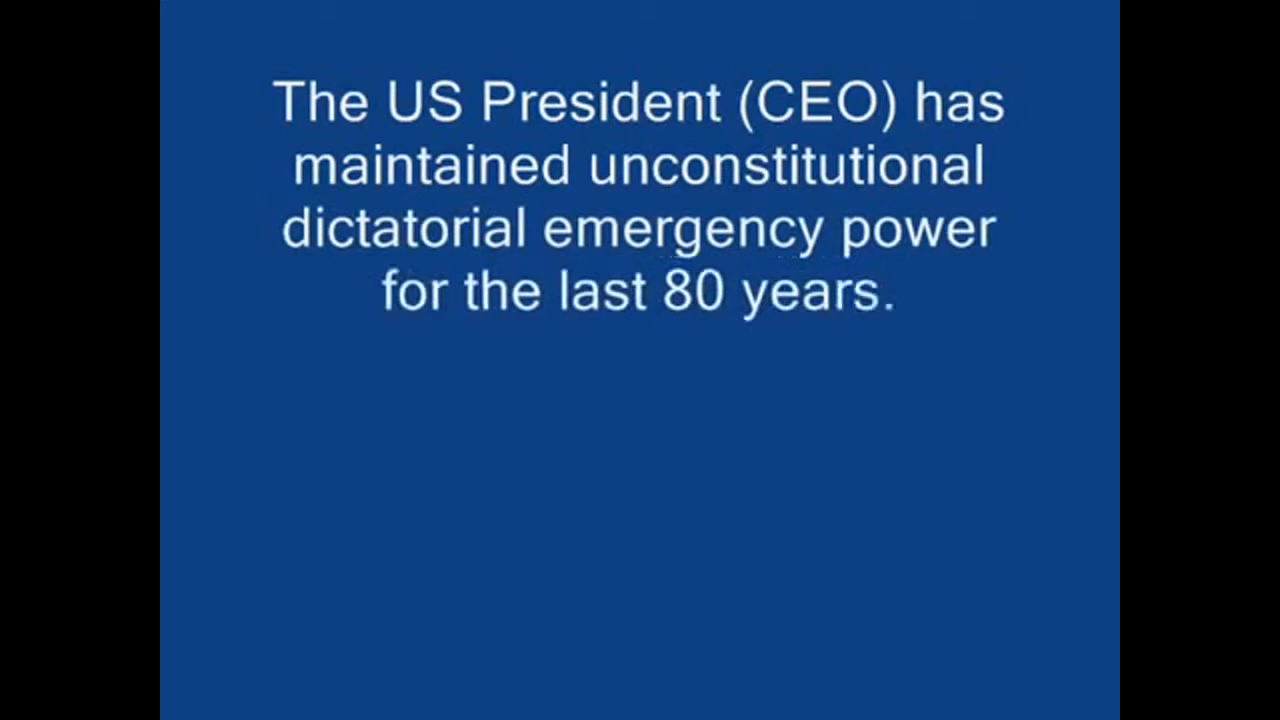 The US President (CEO) has
maintained unconstitutional
dictatorial emergency power
for the last 80 years.